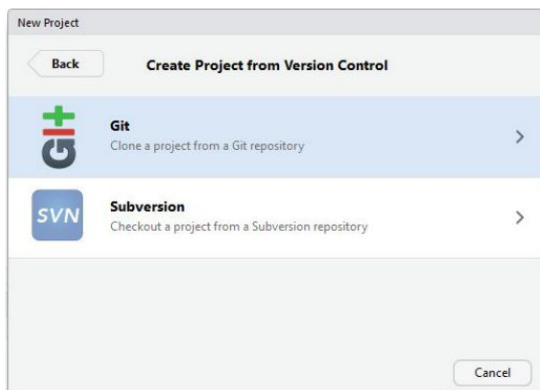 New Project
Back
Create Project from Version Control
git
Git
Clone a project from a Git repository
SVN
Subversion
Checkout a project from a Subversion repository
Cancel